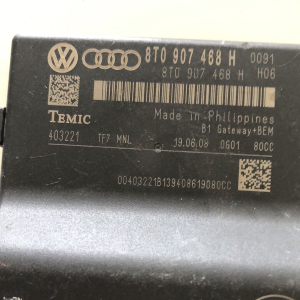 8T0 907 468 H 0091
8T0 907 468 H H06
TEMIC Made in Philippines
B1 Gateway+BEM
403221 TF7 MNL 19.06.08 0601 80CC
00403221B139408619080CC